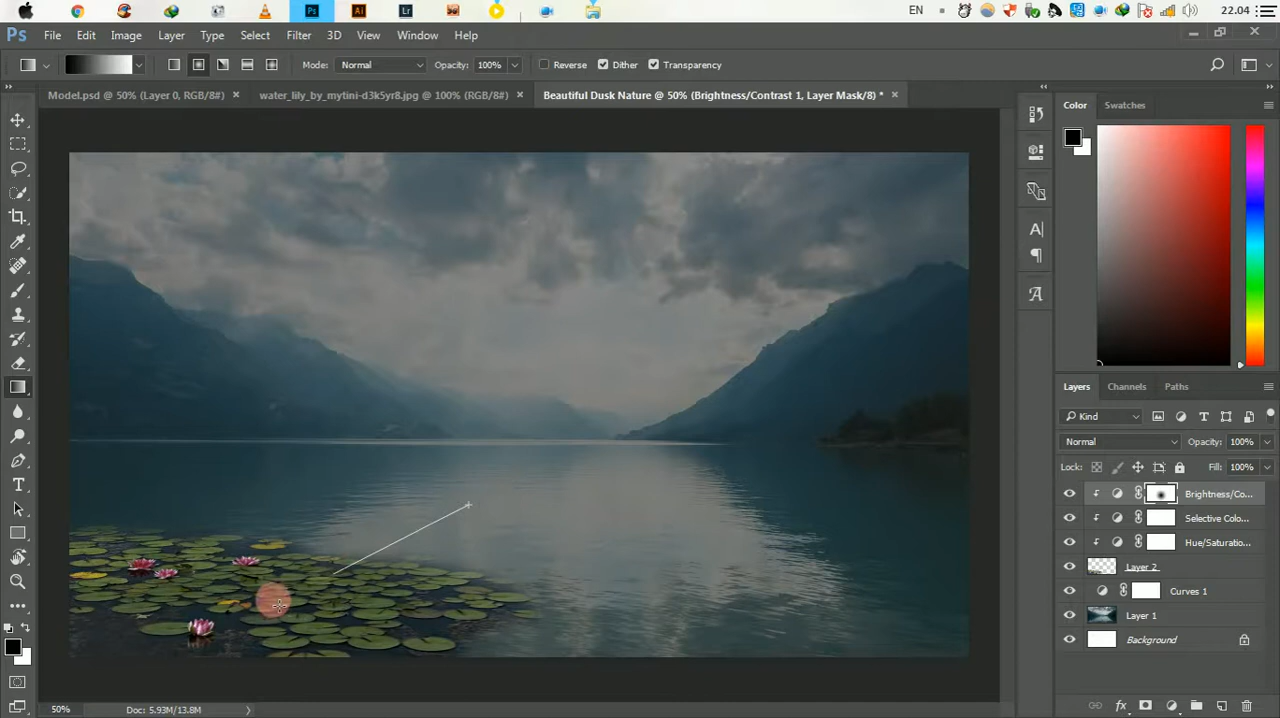 Ps Ai Lr EN 22.04
Ps File Edit Image Layer Type Select Filter 3D View Window Help
Mode: Normal Opacity: 100% Reverse Dither Transparency
Model.psd @ 50% (Layer 0, RGB/8#) × water_lily_by_mytini-d3k5yr8.jpg @ 100% (RGB/8#) × Beautiful Dusk Nature @ 50% (Brightness/Contrast 1, Layer Mask/8) * ×
Color Swatches
Layers Channels Paths
Kind
Normal Opacity: 100%
Lock: Fill: 100%
Brightness/Co...
Selective Colo...
Hue/Saturatio...
Layer 2
Curves 1
Layer 1
Background
50% Doc: 5.93M/13.8M